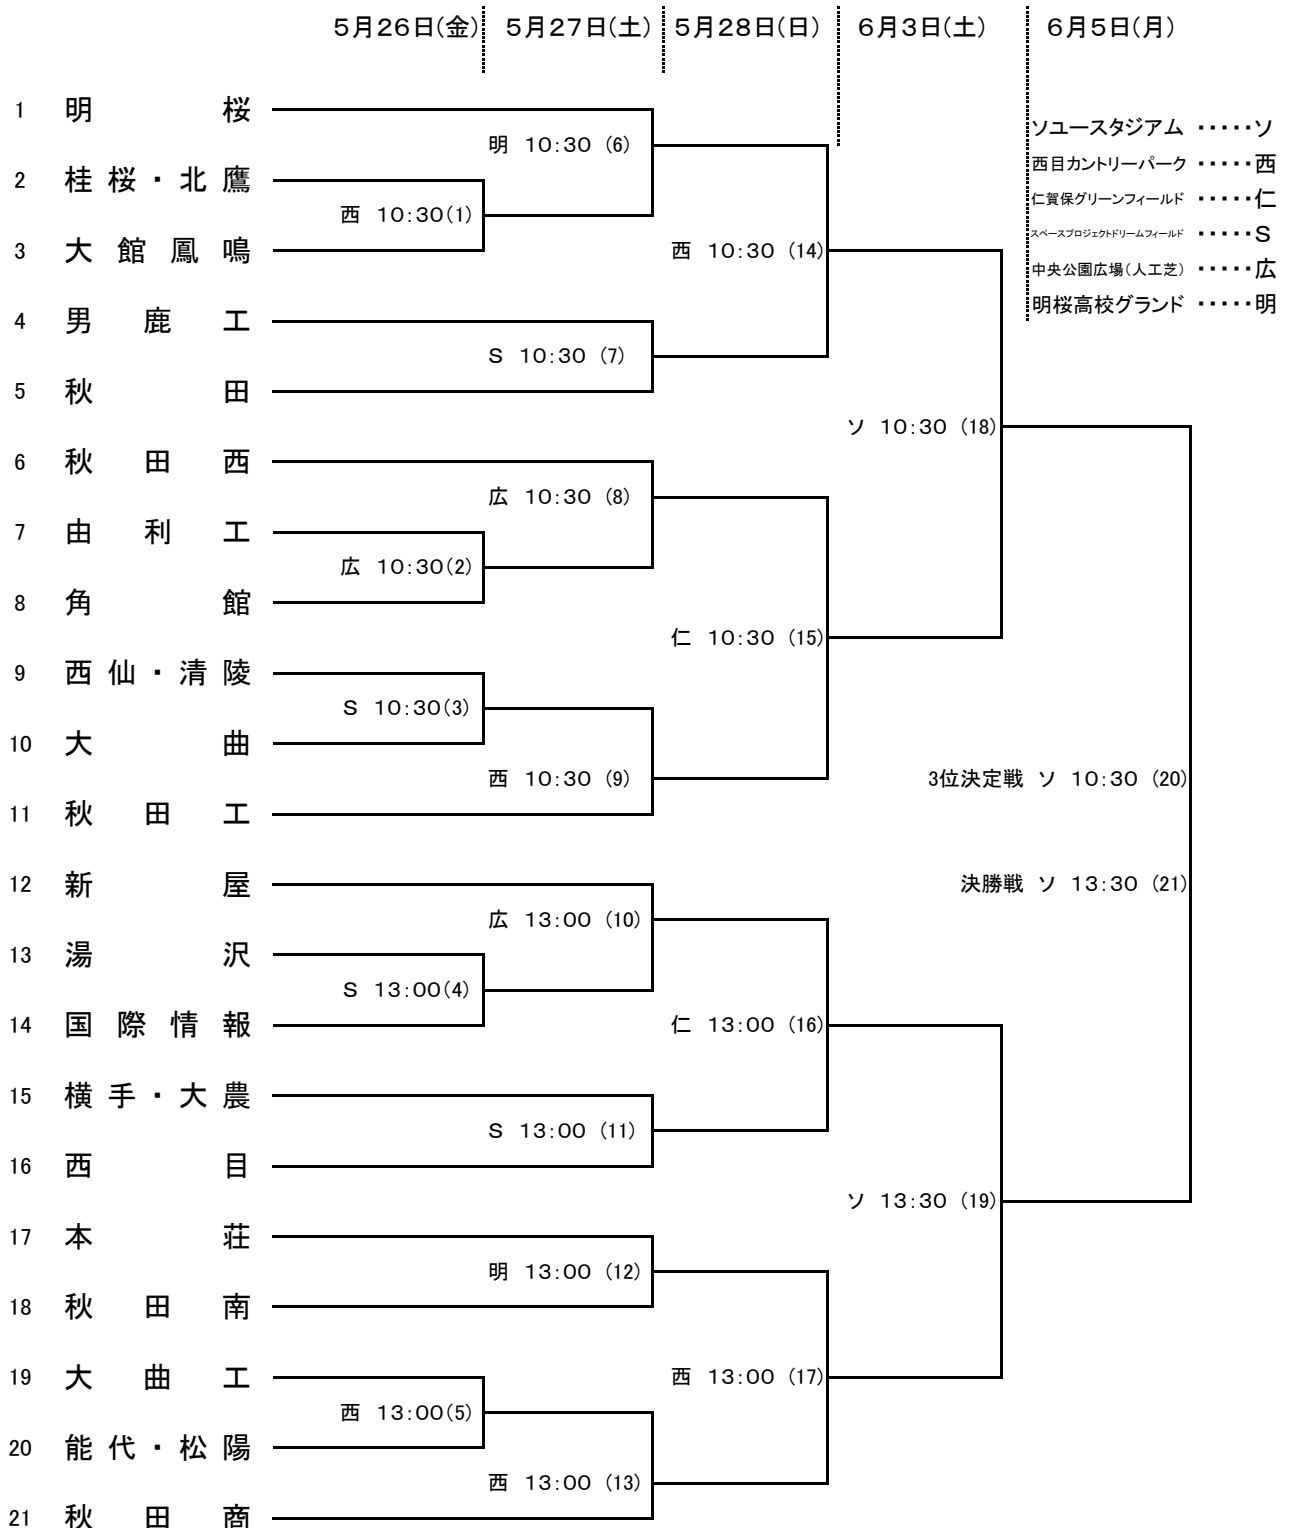 5月26日(金) 5月27日(土) 5月28日(日) 6月3日(土) 6月5日(月)
1 明桜
ソユースタジアム ・・・・・ソ
明 10:30 (6)
西目カントリーパーク ・・・・・西
2 桂桜・北鷹
仁賀保グリーンフィールド ・・・・・仁
西 10:30(1)
スペースプロジェクトドリームフィールド ・・・・・S
3 大館鳳鳴
西 10:30 (14)
中央公園広場(人工芝) ・・・・・広
明桜高校グランド ・・・・・明
4 男鹿工
S 10:30 (7)
5 秋田
ソ 10:30 (18)
6 秋田西
広 10:30 (8)
7 由利工
広 10:30(2)
8 角館
仁 10:30 (15)
9 西仙・清陵
S 10:30(3)
10 大曲
西 10:30 (9)
3位決定戦 ソ 10:30 (20)
11 秋田工
12 新屋
決勝戦 ソ 13:30 (21)
広 13:00 (10)
13 湯沢
S 13:00(4)
14 国際情報
仁 13:00 (16)
15 横手・大農
S 13:00 (11)
16 西目
ソ 13:30 (19)
17 本荘
明 13:00 (12)
18 秋田南
19 大曲工
西 13:00 (17)
西 13:00(5)
20 能代・松陽
西 13:00 (13)
21 秋田商